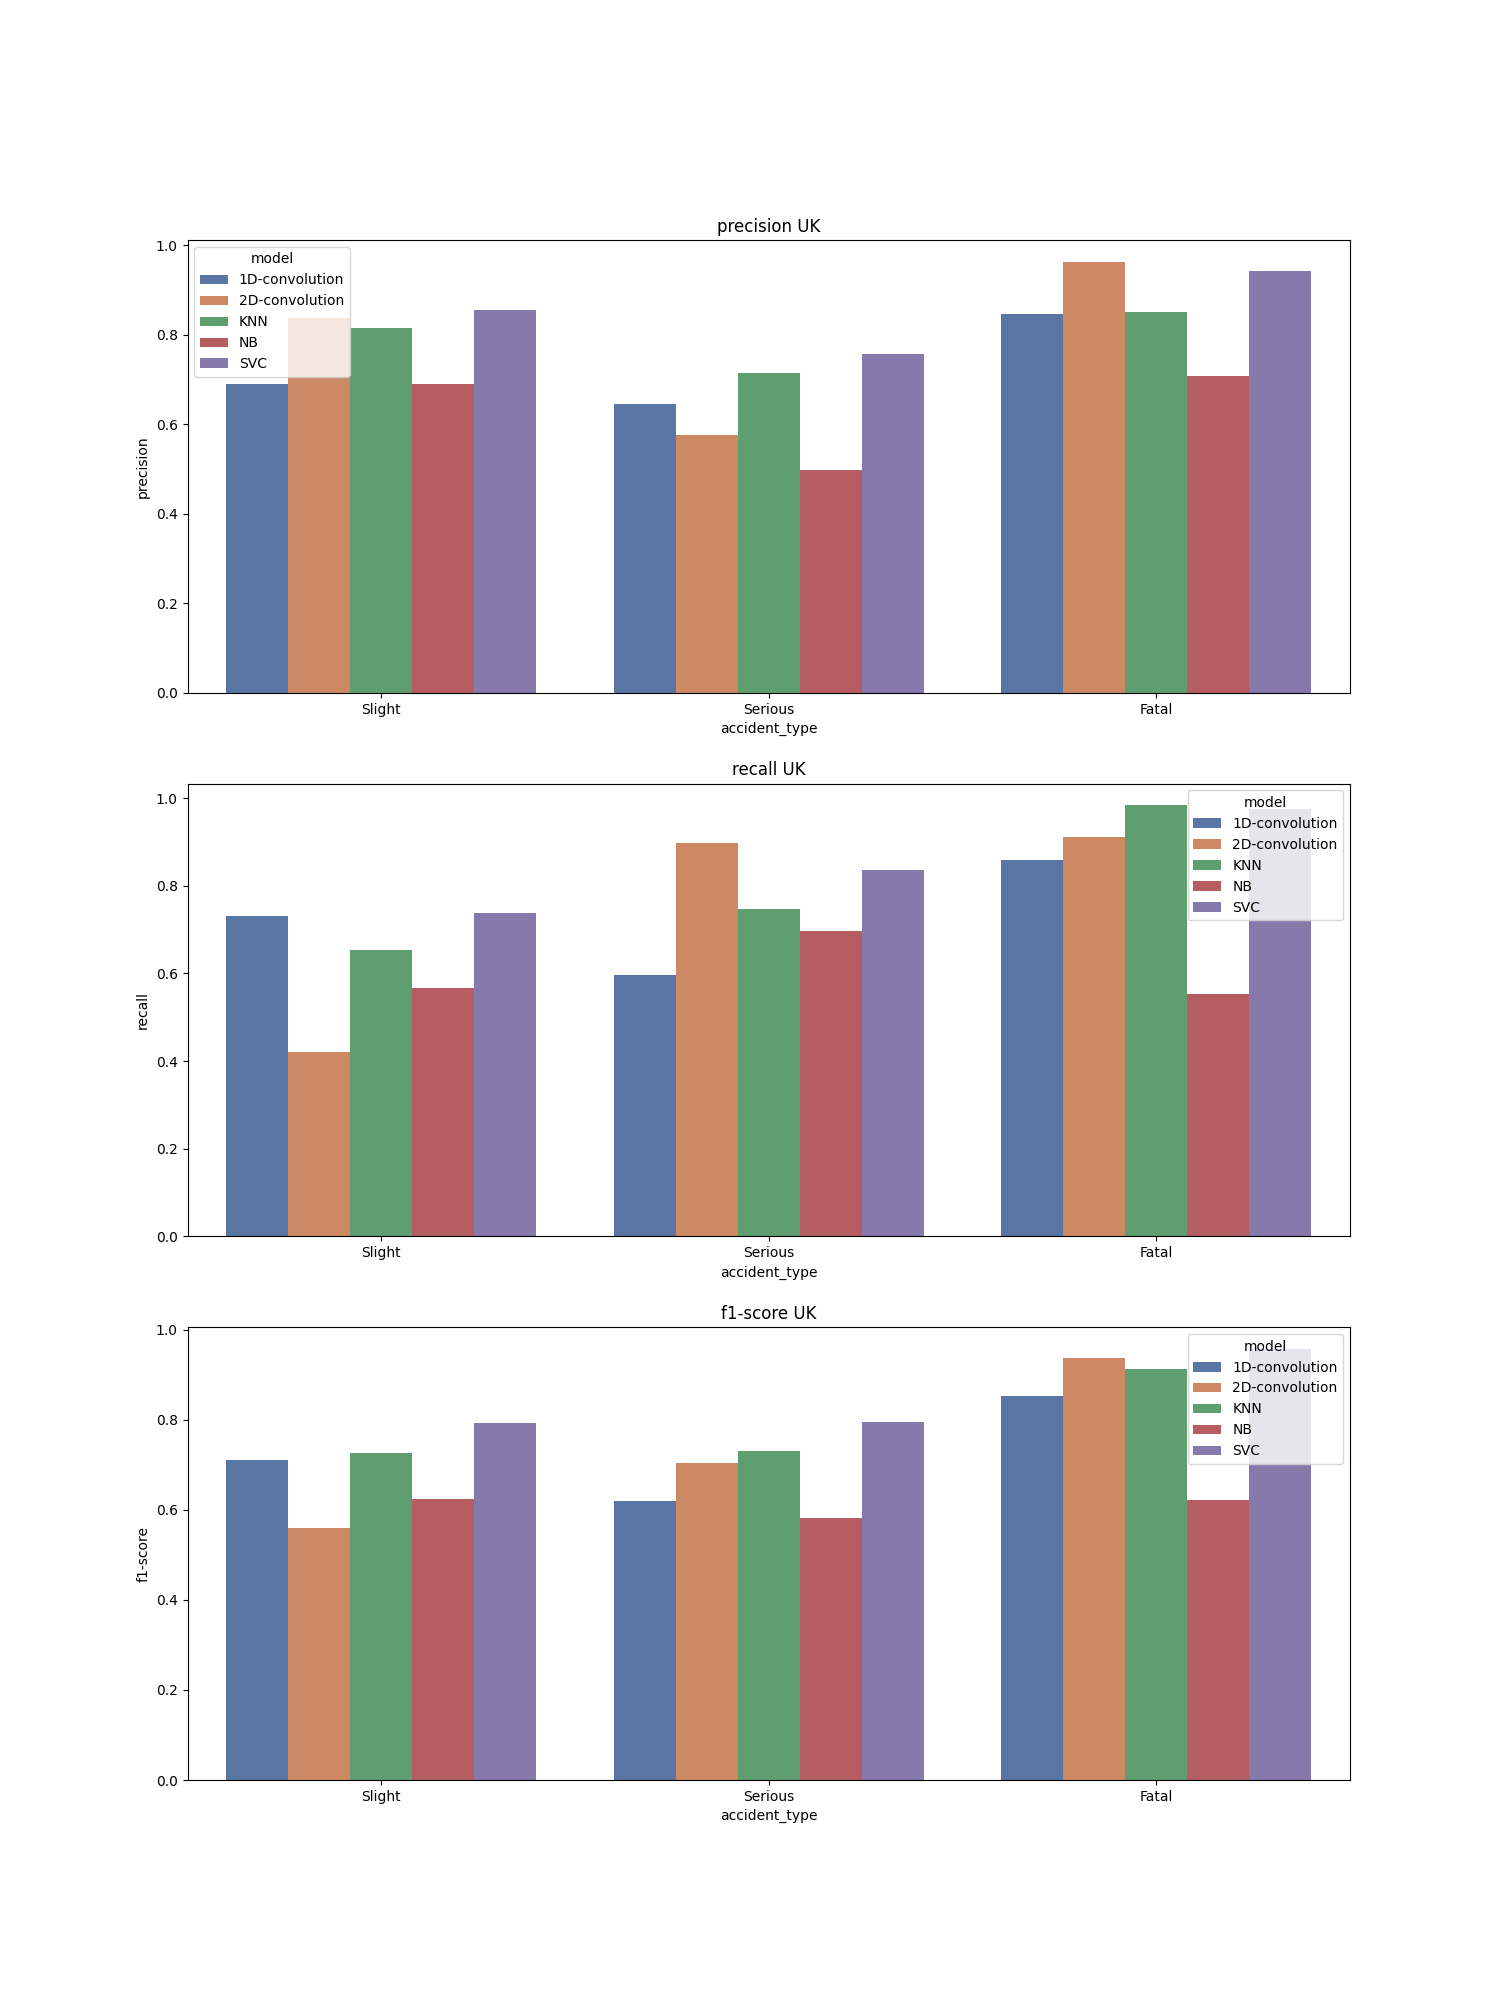 precision UK
1.0
0.8
0.6
0.4
0.2
0.0
precision
model
1D-convolution
2D-convolution
KNN
NB
SVC
Slight Serious Fatal
accident_type
recall UK
1.0
0.8
0.6
0.4
0.2
0.0
recall
model
1D-convolution
2D-convolution
KNN
NB
SVC
Slight Serious Fatal
accident_type
f1-score UK
1.0
0.8
0.6
0.4
0.2
0.0
f1-score
model
1D-convolution
2D-convolution
KNN
NB
SVC
Slight Serious Fatal
accident_type